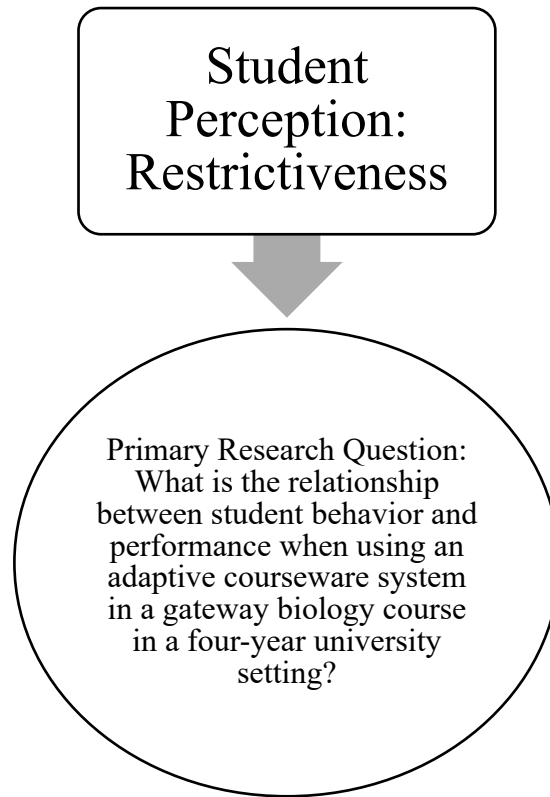 Student
Perception:
Restrictiveness
Primary Research Question:
What is the relationship
between student behavior and
performance when using an
adaptive courseware system
in a gateway biology course
in a four-year university
setting?